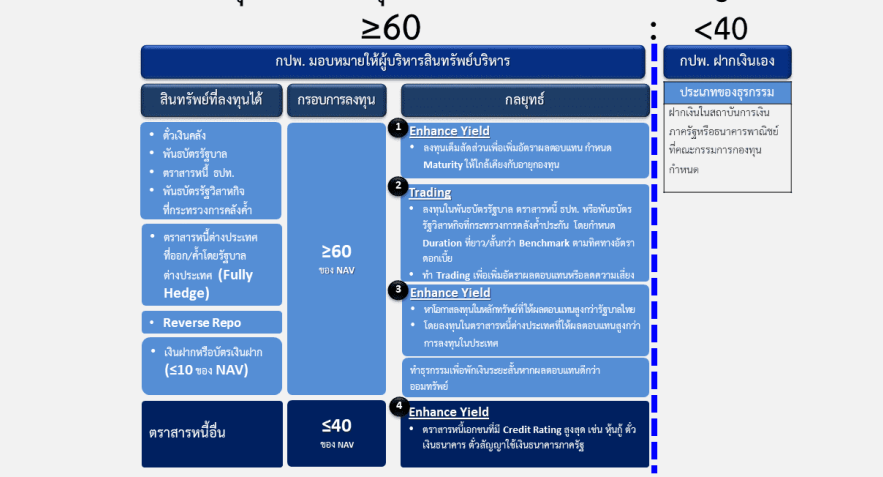 ≥60 : <40
กปพ. มอบหมายให้ผู้บริหารสินทรัพย์บริหาร
กปพ. ฝากเงินเอง
สินทรัพย์ที่ลงทุนได้
กรอบการลงทุน
กลยุทธ์
ประเภทของธุรกรรม
ฝากเงินในสถาบันการเงิน
ภาครัฐหรือธนาคารพาณิชย์
ที่คณะกรรมการกองทุน
กำหนด
• ตั๋วเงินคลัง
• พันธบัตรรัฐบาล
• ตราสารหนี้ ธปท.
• พันธบัตรรัฐวิสาหกิจ
ที่กระทรวงการคลังค้ำ
• ตราสารหนี้ต่างประเทศ
ที่ออก/ค้ำโดยรัฐบาล
ต่างประเทศ (Fully
Hedge)
• Reverse Repo
• เงินฝากหรือบัตรเงินฝาก
(≤10 ของ NAV)
≥60
ของ NAV
1 Enhance Yield
• ลงทุนเต็มสัดส่วนเพื่อเพิ่มอัตราผลตอบแทน กำหนด
Maturity ให้ใกล้เคียงกับอายุกองทุน
2 Trading
• ลงทุนในพันธบัตรรัฐบาล ตราสารหนี้ ธปท. หรือพันธบัตร
รัฐวิสาหกิจที่กระทรวงการคลังค้ำประกัน โดยกำหนด
Duration ที่ยาว/สั้นกว่า Benchmark ตามทิศทางอัตรา
ดอกเบี้ย
• ทำ Trading เพื่อเพิ่มอัตราผลตอบแทนหรือลดความเสี่ยง
3 Enhance Yield
• หาโอกาสลงทุนในหลักทรัพย์ที่ให้ผลตอบแทนสูงกว่ารัฐบาลไทย
• โดยลงทุนในตราสารหนี้ต่างประเทศที่ให้ผลตอบแทนสูงกว่า
การลงทุนในประเทศ
ทำธุรกรรมเพื่อพักเงินระยะสั้นหากผลตอบแทนดีกว่า
ออมทรัพย์
ตราสารหนี้อื่น
≤40
ของ NAV
4 Enhance Yield
• ตราสารหนี้เอกชนที่มี Credit Rating สูงสุด เช่น หุ้นกู้ ตั๋ว
เงินธนาคาร ตั๋วสัญญาใช้เงินธนาคารภาครัฐ